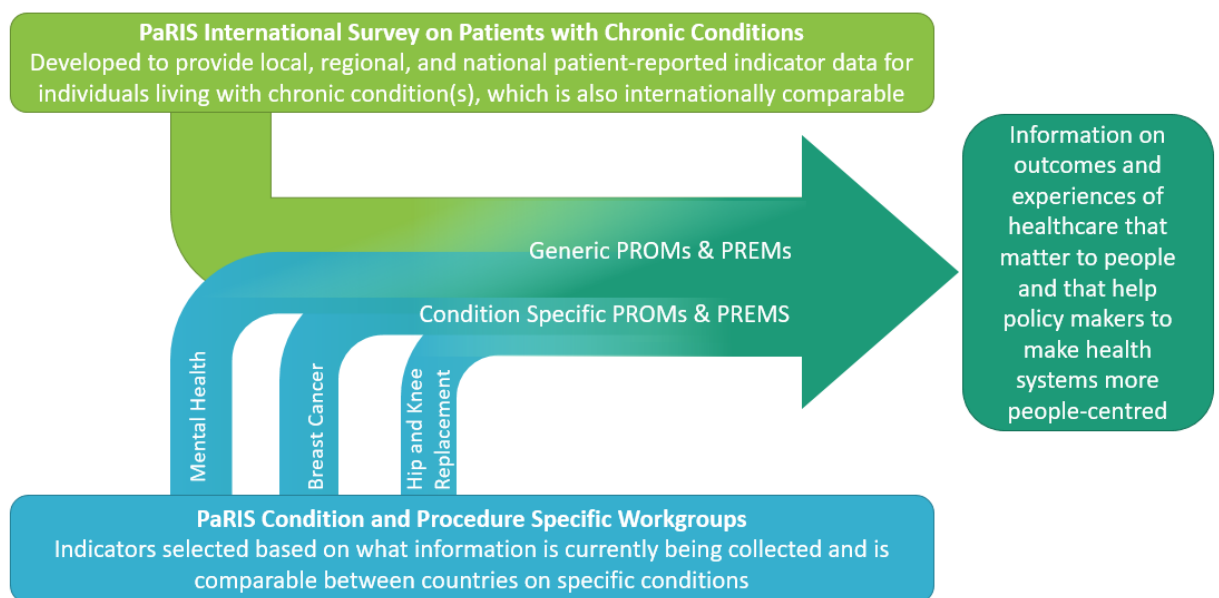 PaRIS International Survey on Patients with Chronic Conditions
Developed to provide local, regional, and national patient-reported indicator data for
individuals living with chronic condition(s), which is also internationally comparable
Information on
outcomes and
experiences of
healthcare that
matter to people
and that help
policy makers to
make health
systems more
people-centred
Generic PROMs & PREMs
Condition Specific PROMs & PREMS
Mental Health
Breast Cancer
Hip and Knee
Replacement
PaRIS Condition and Procedure Specific Workgroups
Indicators selected based on what information is currently being collected and is
comparable between countries on specific conditions